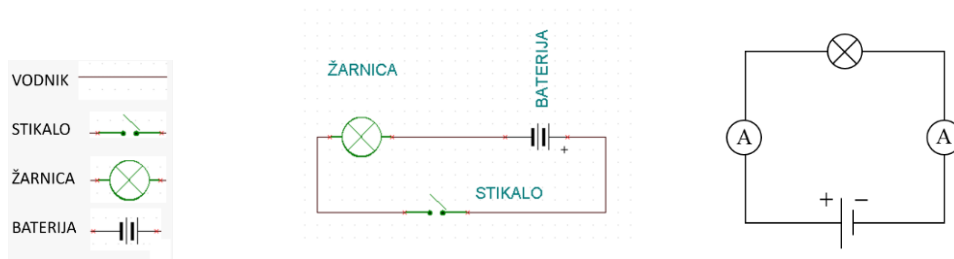 VODNIK
STIKALO
ŽARNICA
BATERIJA
ŽARNICA
BATERIJA
+
STIKALO
A
A
+ −